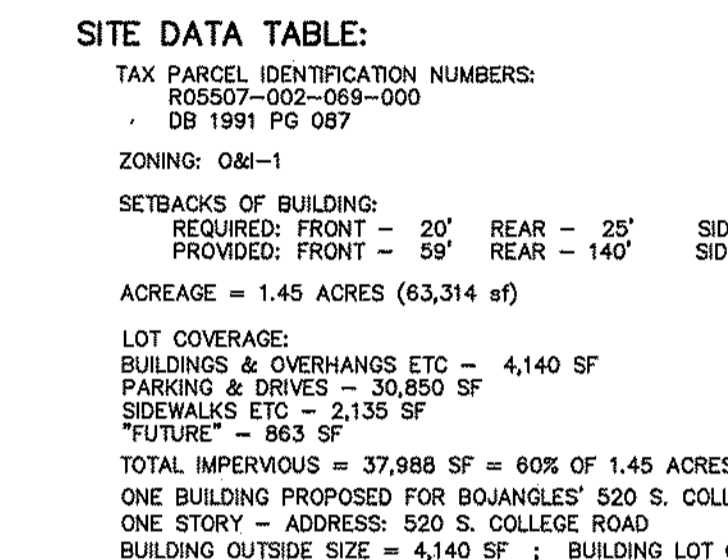 SITE DATA TABLE:
TAX PARCEL IDENTIFICATION NUMBERS:
R05507-002-069-000
DB 1991 PG 087
ZONING: O&I-1
SETBACKS OF BUILDING:
REQUIRED: FRONT - 20' REAR - 25' SID
PROVIDED: FRONT - 59' REAR - 140' SID
ACREAGE = 1.45 ACRES (63,314 sf)
LOT COVERAGE:
BUILDINGS & OVERHANGS ETC - 4,140 SF
PARKING & DRIVES - 30,850 SF
SIDEWALKS ETC - 2,135 SF
"FUTURE" - 863 SF
TOTAL IMPERVIOUS = 37,988 SF = 60% OF 1.45 ACRES
ONE BUILDING PROPOSED FOR BOJANGLES' 520 S. COLL
ONE STORY - ADDRESS: 520 S. COLLEGE ROAD
BUILDING OUTSIDE SIZE = 4,140 SF ; BUILDING LOT